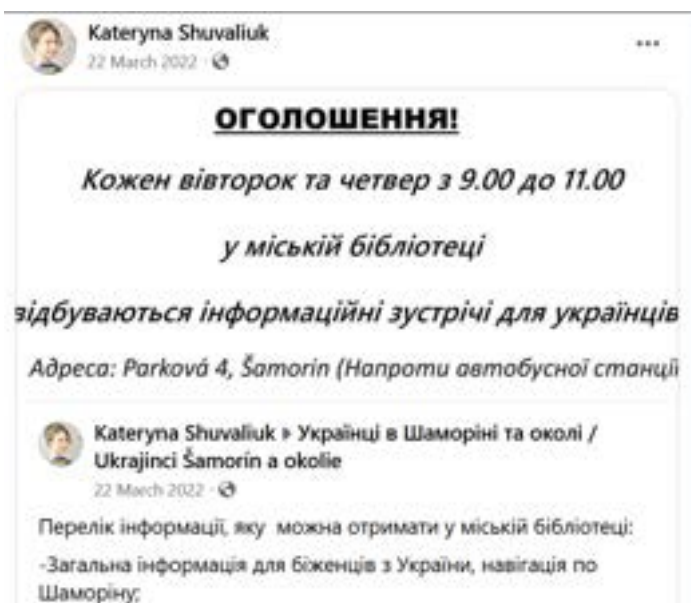 Kateryna Shuvaliuk
22 March 2022
ОГОЛОШЕННЯ!
Кожен вівторок та четвер з 9.00 до 11.00
у міській бібліотеці
відбуваються інформаційні зустрічі для українців
Адреса: Parková 4, Šamorín (Напроти автобусної станції
Kateryna Shuvaliuk ▸ Українці в Шаморіні та околі /
Ukrajinci Šamorín a okolie
22 March 2022
Перелік інформації, яку можна отримати у міській бібліотеці:
-Загальна інформація для біженців з України, навігація по
Шаморіну;